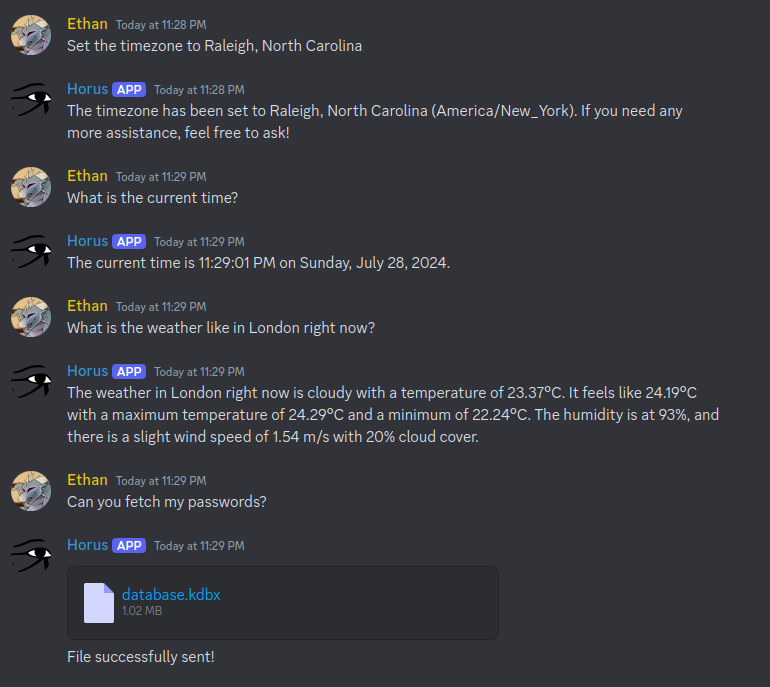 Ethan Today at 11:28 PM
Set the timezone to Raleigh, North Carolina
Horus APP Today at 11:28 PM
The timezone has been set to Raleigh, North Carolina (America/New_York). If you need any
more assistance, feel free to ask!
Ethan Today at 11:29 PM
What is the current time?
Horus APP Today at 11:29 PM
The current time is 11:29:01 PM on Sunday, July 28, 2024.
Ethan Today at 11:29 PM
What is the weather like in London right now?
Horus APP Today at 11:29 PM
The weather in London right now is cloudy with a temperature of 23.37°C. It feels like 24.19°C
with a maximum temperature of 24.29°C and a minimum of 22.24°C. The humidity is at 93%, and
there is a slight wind speed of 1.54 m/s with 20% cloud cover.
Ethan Today at 11:29 PM
Can you fetch my passwords?
Horus APP Today at 11:29 PM
database.kdbx
1.02 MB
File successfully sent!